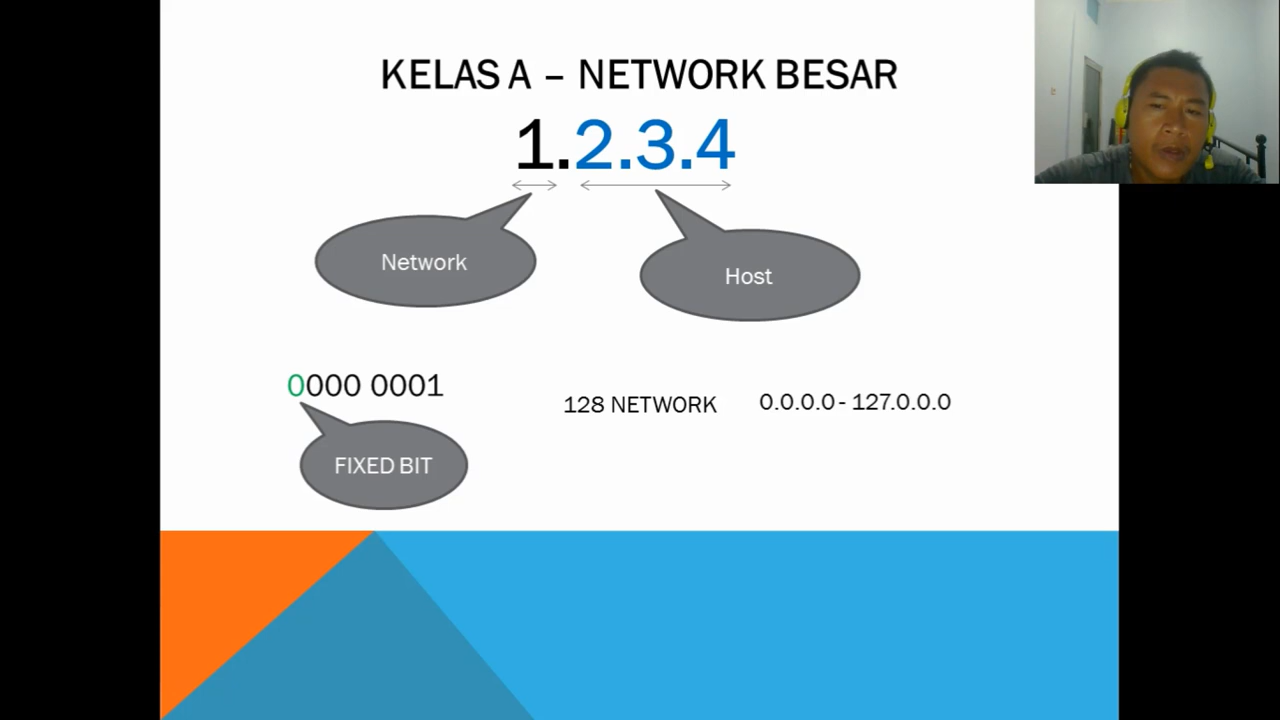 KELAS A – NETWORK BESAR
1.2.3.4
Network
Host
0000 0001
128 NETWORK
0.0.0.0 - 127.0.0.0
FIXED BIT